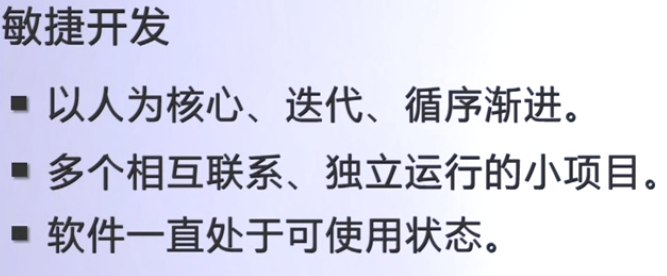 敏捷开发
▪ 以人为核心、迭代、循序渐进。
▪ 多个相互联系、独立运行的小项目。
▪ 软件一直处于可使用状态。